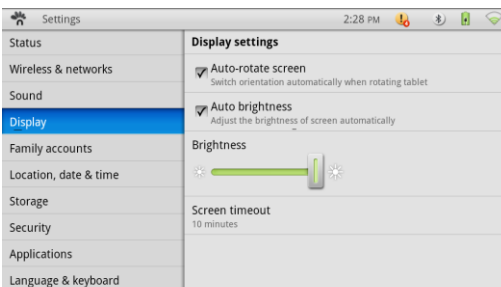 Settings
2:28 PM
Status
Wireless & networks
Sound
Display
Family accounts
Location, date & time
Storage
Security
Applications
Language & keyboard
Display settings
Auto-rotate screen
Switch orientation automatically when rotating tablet
Auto brightness
Adjust the brightness of screen automatically
Brightness
Screen timeout
10 minutes